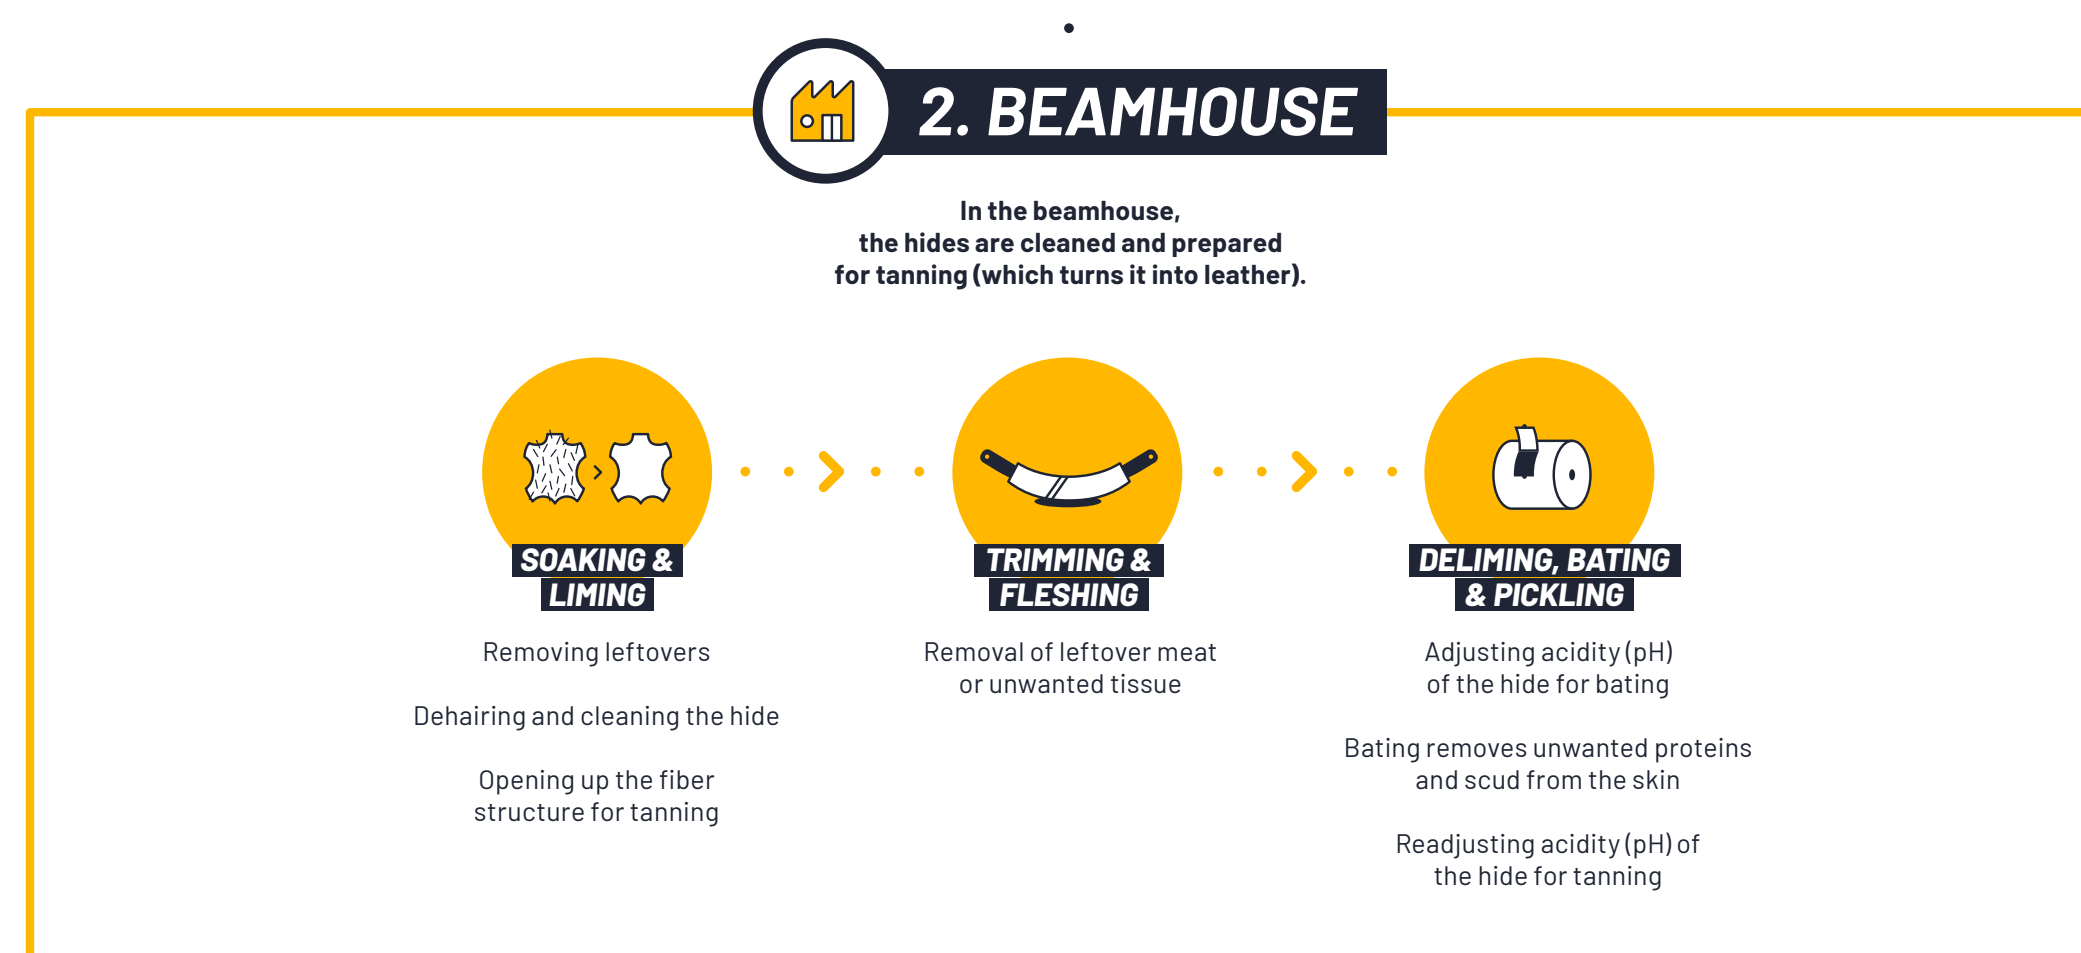 2. BEAMHOUSE
In the beamhouse,
the hides are cleaned and prepared
for tanning (which turns it into leather).
SOAKING &
LIMING
Removing leftovers
Dehairing and cleaning the hide
Opening up the fiber
structure for tanning
TRIMMING &
FLESHING
Removal of leftover meat
or unwanted tissue
DELIMING, BATING
& PICKLING
Adjusting acidity (pH)
of the hide for bating
Bating removes unwanted proteins
and scud from the skin
Readjusting acidity (pH) of
the hide for tanning